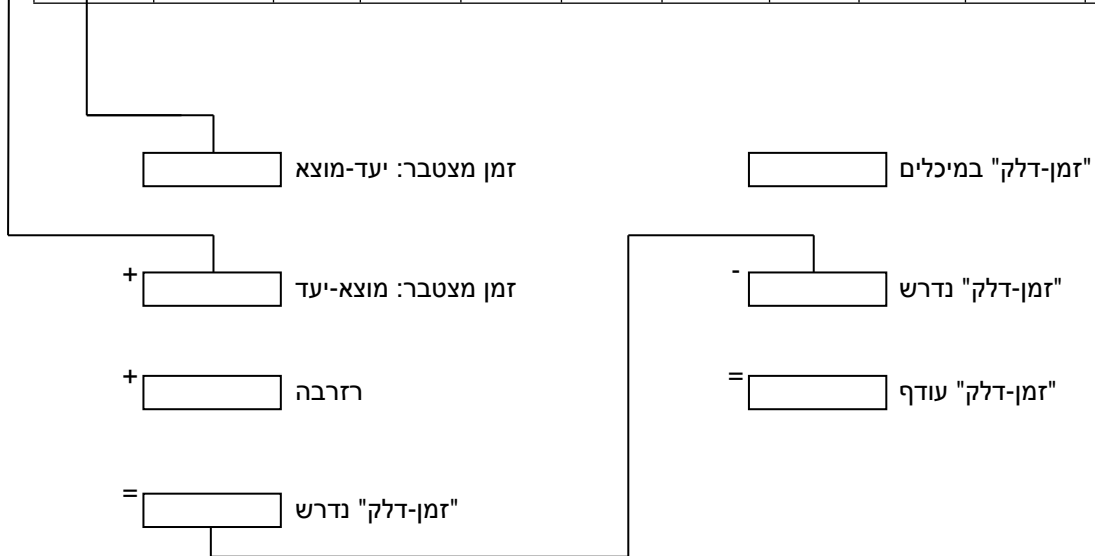 "זמן-דלק" במיכלים
- "זמן-דלק" נדרש
= "זמן-דלק" עודף
זמן מצטבר: יעד-מוצא
+ זמן מצטבר: מוצא-יעד
+ רזרבה
= "זמן-דלק" נדרש